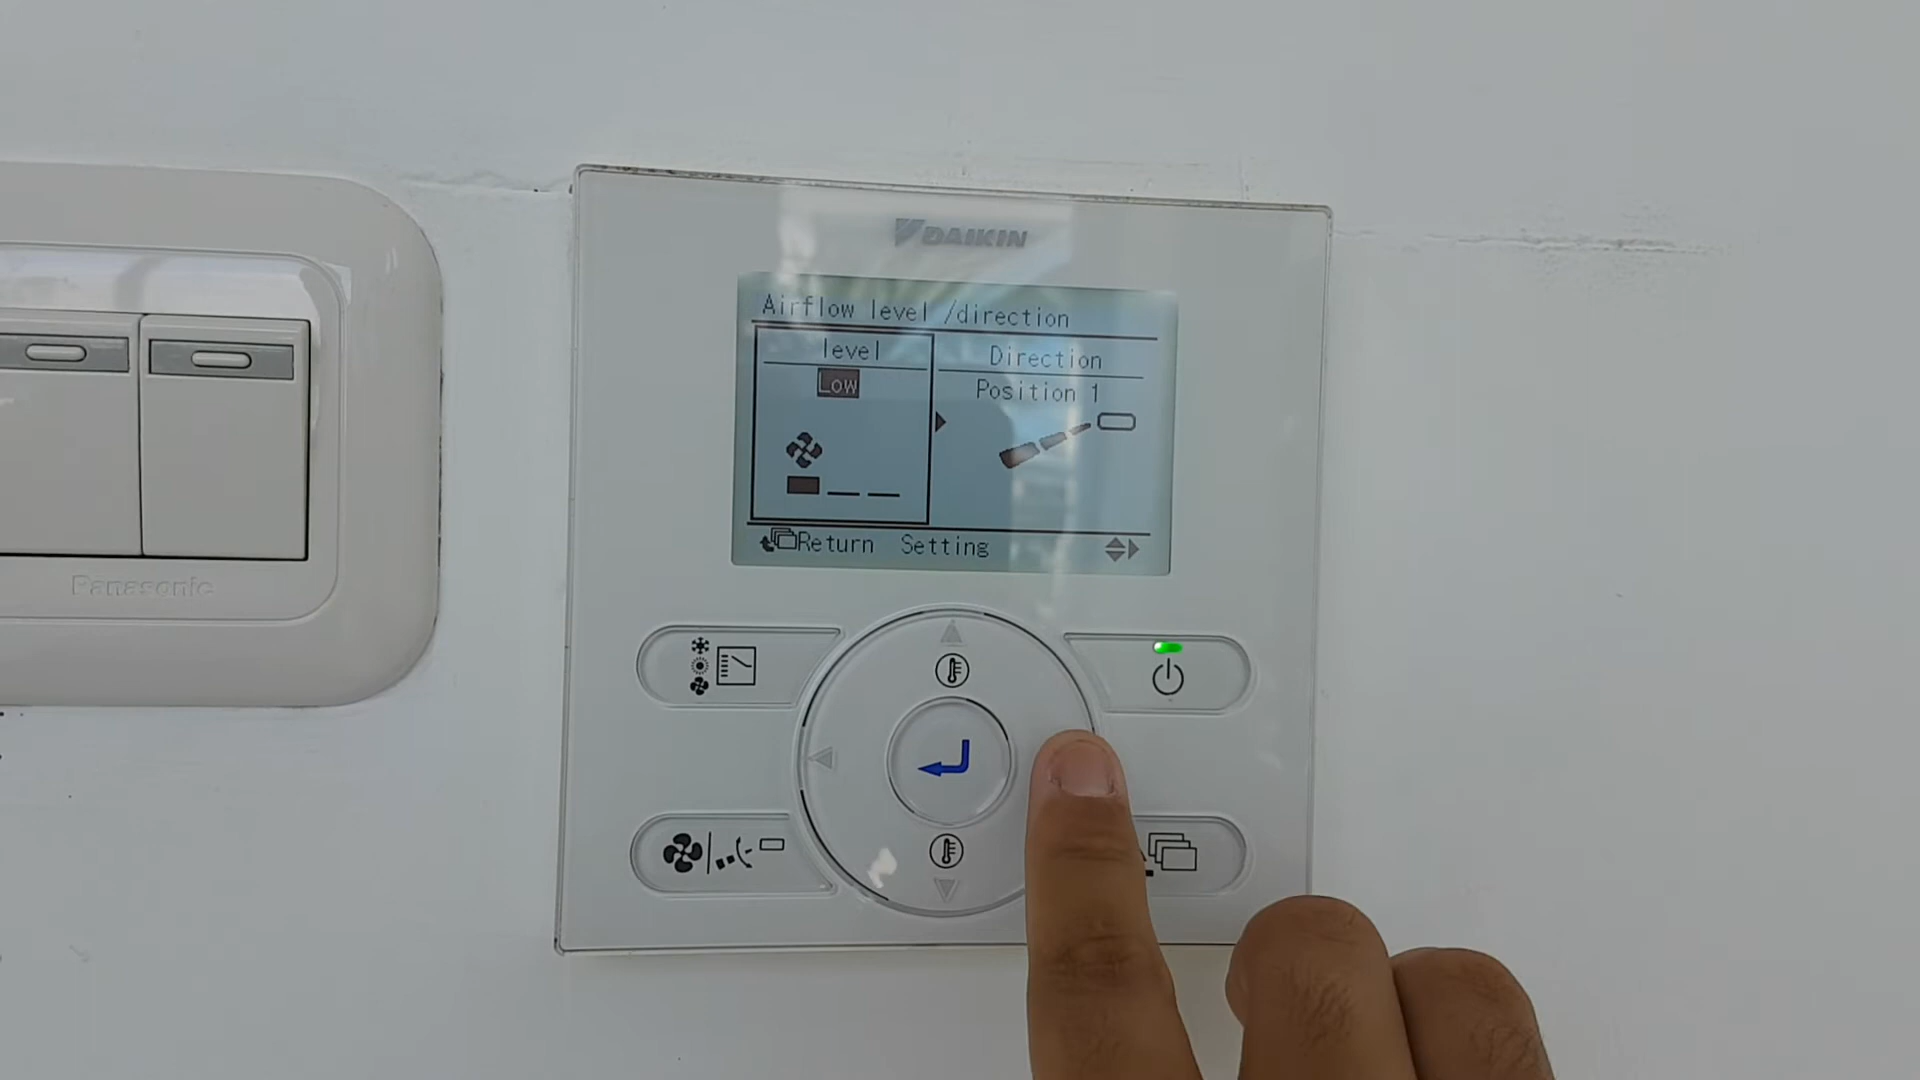 DAIKIN
Airflow level /direction
level
Low
Direction
Position 1
Return Setting
Panasonic